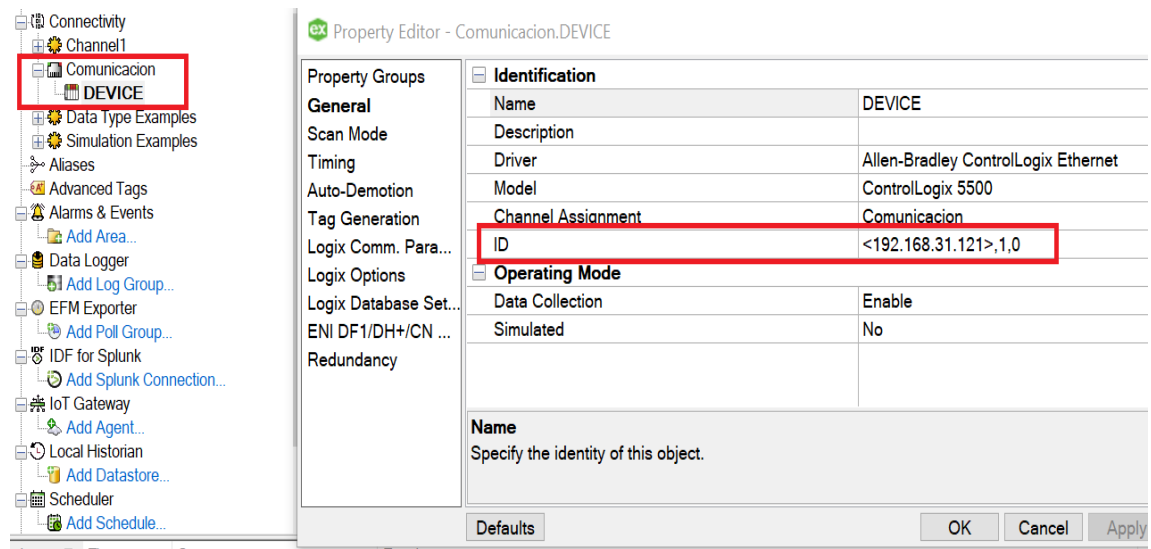 Connectivity
Channel1
Comunicacion
DEVICE
Data Type Examples
Simulation Examples
Aliases
Advanced Tags
Alarms & Events
Add Area...
Data Logger
Add Log Group...
EFM Exporter
Add Poll Group...
IDF for Splunk
Add Splunk Connection...
IoT Gateway
Add Agent...
Local Historian
Add Datastore...
Scheduler
Add Schedule...
Property Editor - Comunicacion.DEVICE
Property Groups
General
Scan Mode
Timing
Auto-Demotion
Tag Generation
Logix Comm. Para...
Logix Options
Logix Database Set...
ENI DF1/DH+/CN ...
Redundancy
Identification
Name DEVICE
Description
Driver Allen-Bradley ControlLogix Ethernet
Model ControlLogix 5500
Channel Assignment Comunicacion
ID <192.168.31.121>,1,0
Operating Mode
Data Collection Enable
Simulated No
Name
Specify the identity of this object.
Defaults OK Cancel Apply